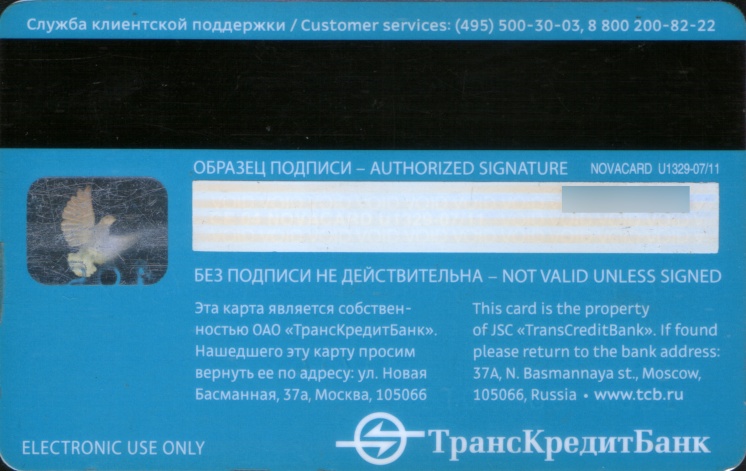 Служба клиентской поддержки / Customer services: (495) 500-30-03, 8 800 200-82-22
ОБРАЗЕЦ ПОДПИСИ – AUTHORIZED SIGNATURE NOVACARD U1329-07/11
БЕЗ ПОДПИСИ НЕ ДЕЙСТВИТЕЛЬНА – NOT VALID UNLESS SIGNED
Эта карта является собствен-
ностью ОАО «ТрансКредитБанк».
Нашедшего эту карту просим
вернуть ее по адресу: ул. Новая
Басманная, 37а, Москва, 105066
This card is the property
of JSC «TransCreditBank». If found
please return to the bank address:
37A, N. Basmannaya st., Moscow,
105066, Russia • www.tcb.ru
ELECTRONIC USE ONLY
ТрансКредитБанк